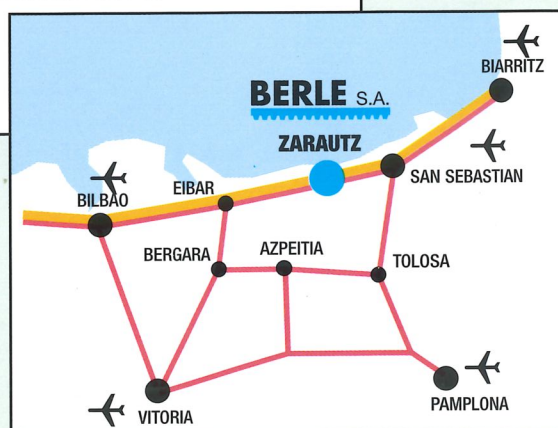 BIARRITZ
BERLE S.A.
ZARAUTZ
SAN SEBASTIAN
EIBAR
BILBAO
BERGARA
AZPEITIA
TOLOSA
VITORIA
PAMPLONA